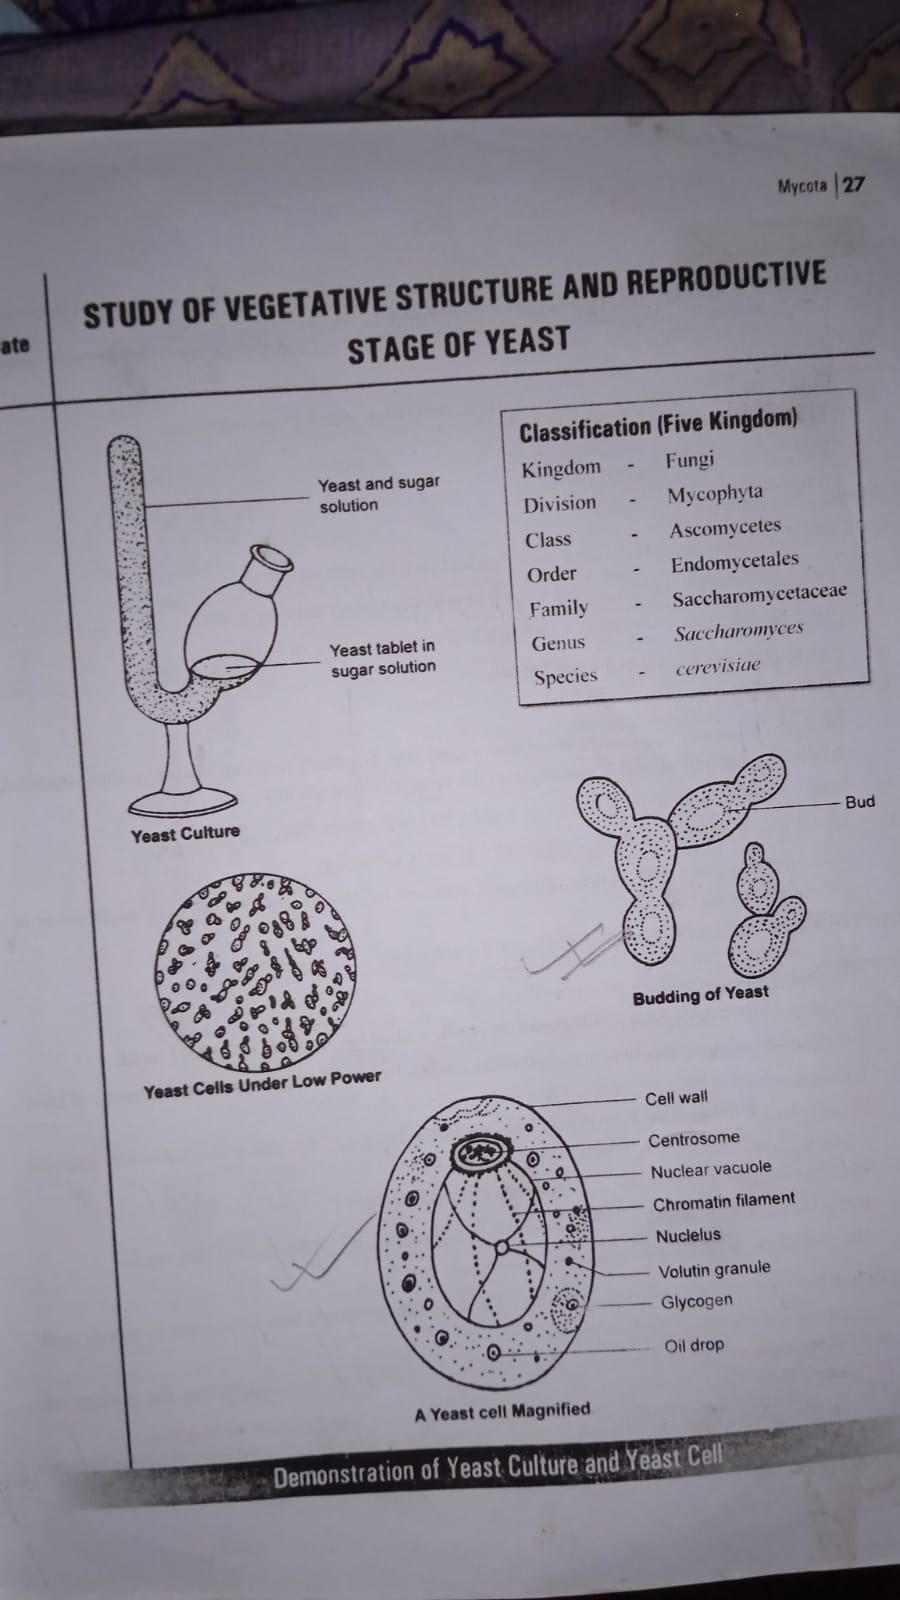 Mycota | 27
ate
STUDY OF VEGETATIVE STRUCTURE AND REPRODUCTIVE
STAGE OF YEAST
Yeast and sugar
solution
Yeast tablet in
sugar solution
Yeast Culture
Classification (Five Kingdom)
Kingdom - Fungi
Division - Mycophyta
Class - Ascomycetes
Order - Endomycetales
Family - Saccharomycetaceae
Genus - Saccharomyces
Species - cerevisiae
Bud
Budding of Yeast
Yeast Cells Under Low Power
Cell wall
Centrosome
Nuclear vacuole
Chromatin filament
Nuclelus
Volutin granule
Glycogen
Oil drop
A Yeast cell Magnified
Demonstration of Yeast Culture and Yeast Cell